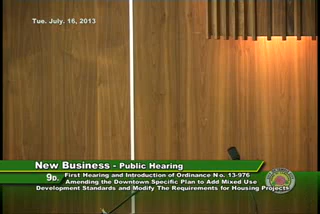 Tue. July. 16, 2013
New Business - Public Hearing
9D. First Hearing and Introduction of Ordinance No. 13-976
Amending the Downtown Specific Plan to Add Mixed Use
Development Standards and Modify The Requirements for Housing Projects